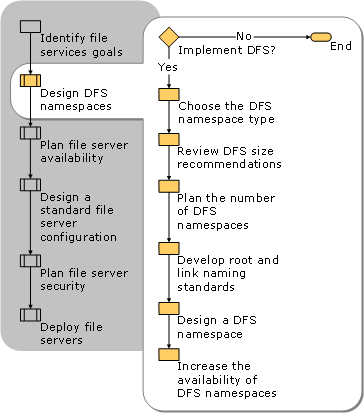 Identify file
services goals
Design DFS
namespaces
Plan file server
availability
Design a
standard file
server
configuration
Plan file server
security
Deploy file
servers
No
Implement DFS?
End
Yes
Choose the DFS
namespace type
Review DFS size
recommendations
Plan the number
of DFS
namespaces
Develop root and
link naming
standards
Design a DFS
namespace
Increase the
availability of
DFS namespaces